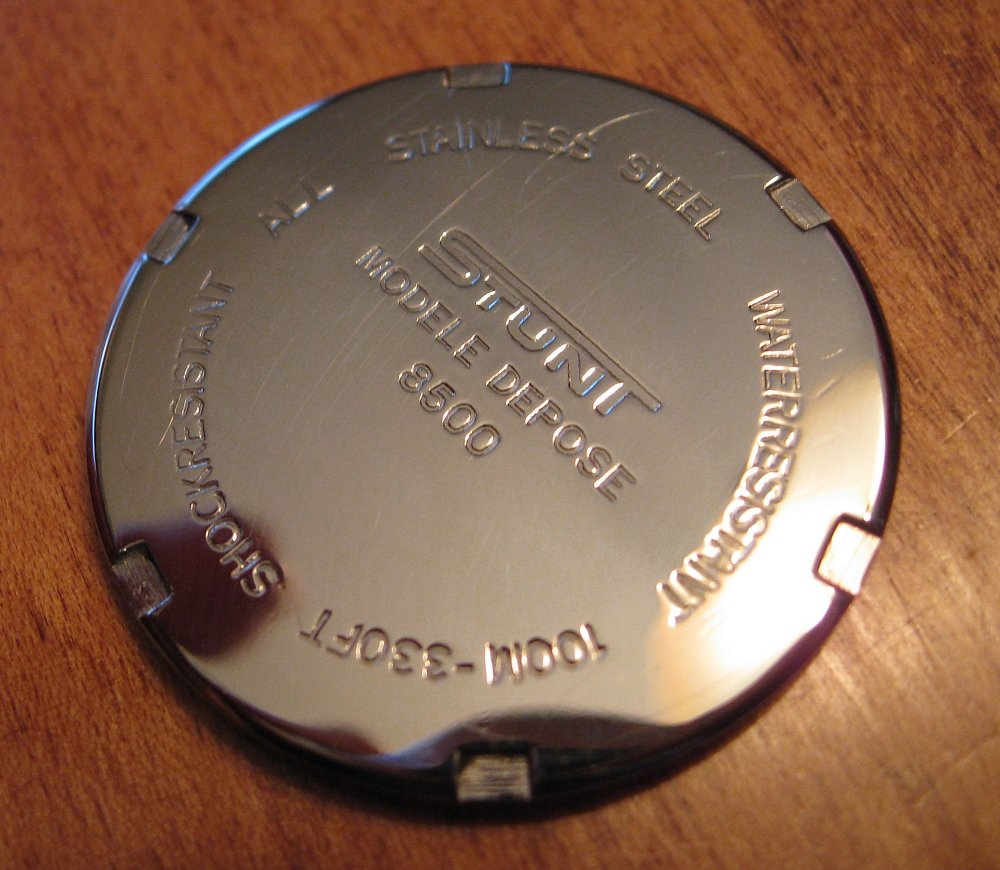 STUNT
MODELE DEPOSE
8500
ALL STAINLESS STEEL
WATERRESISTANT
100M-330FT
SHOCKRESISTANT